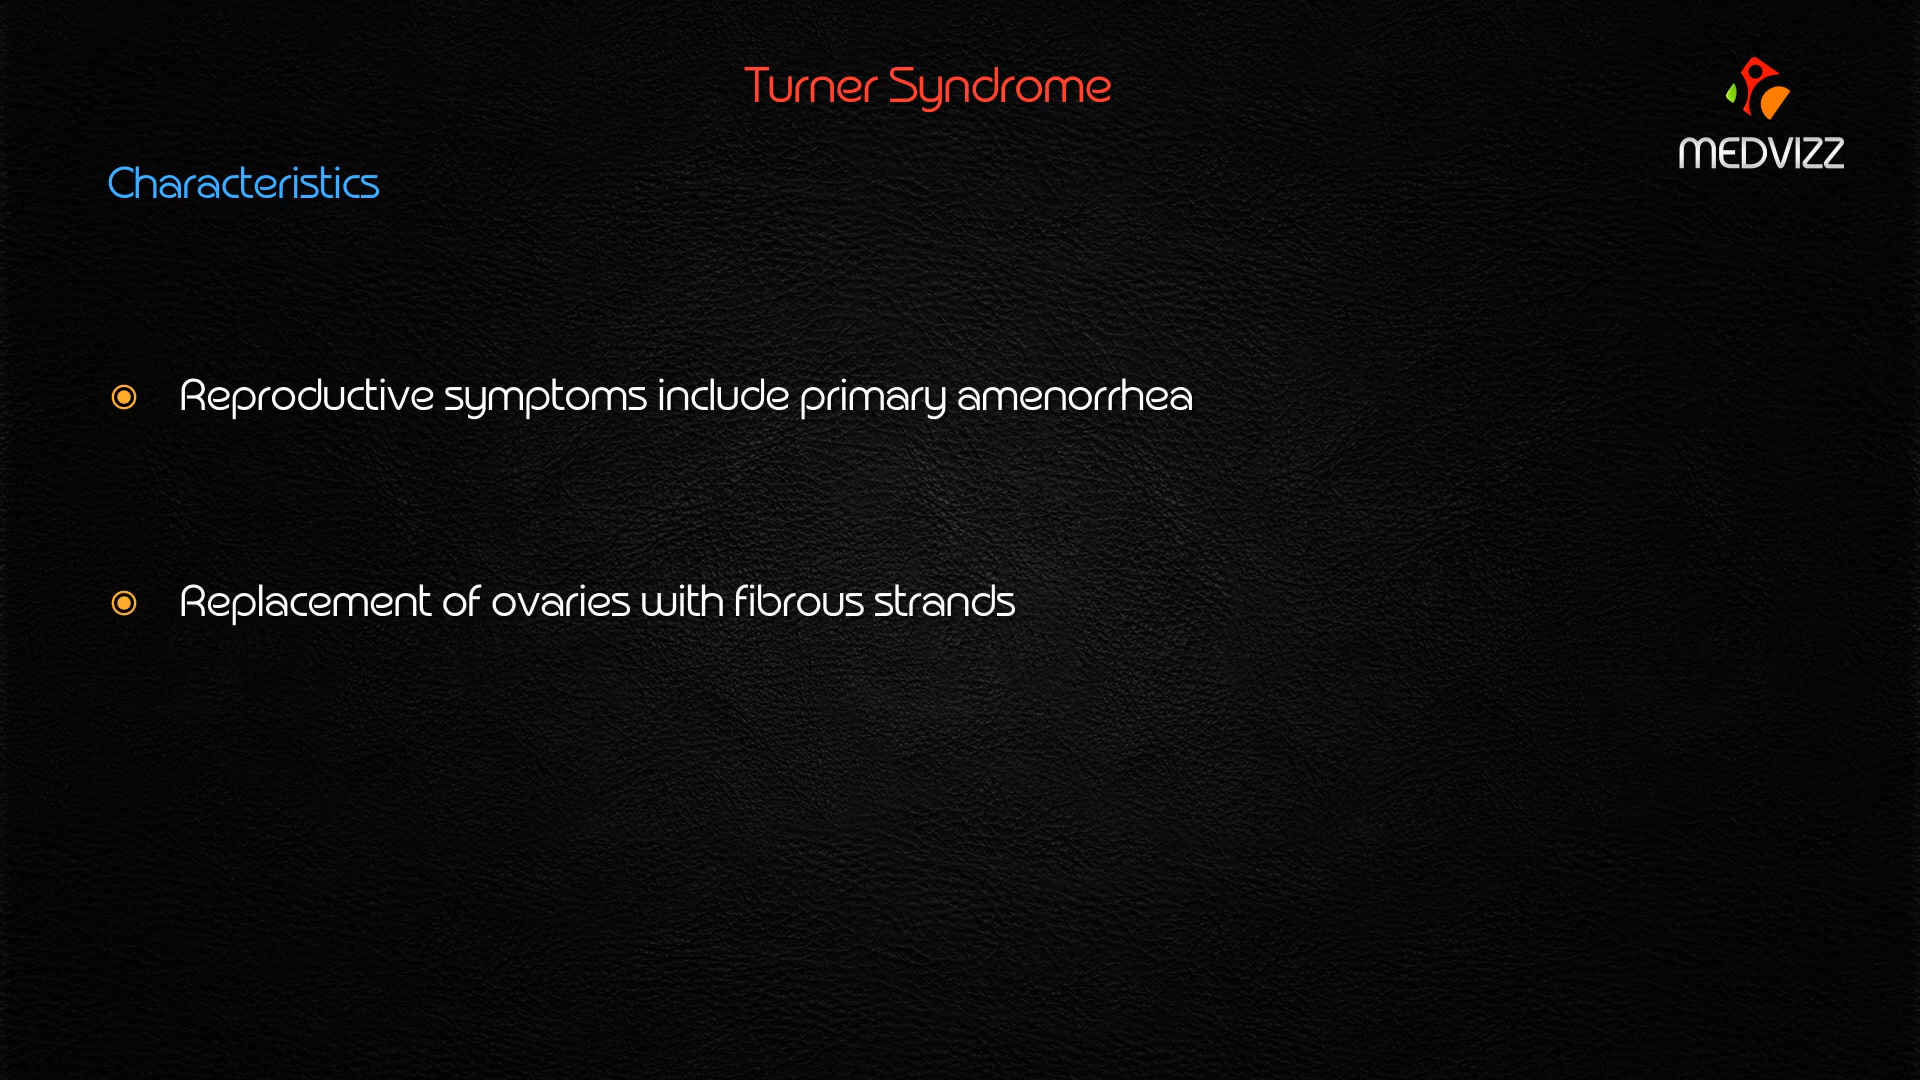 Turner Syndrome
MEDVIZZ
Characteristics
Reproductive symptoms include primary amenorrhea
Replacement of ovaries with fibrous strands